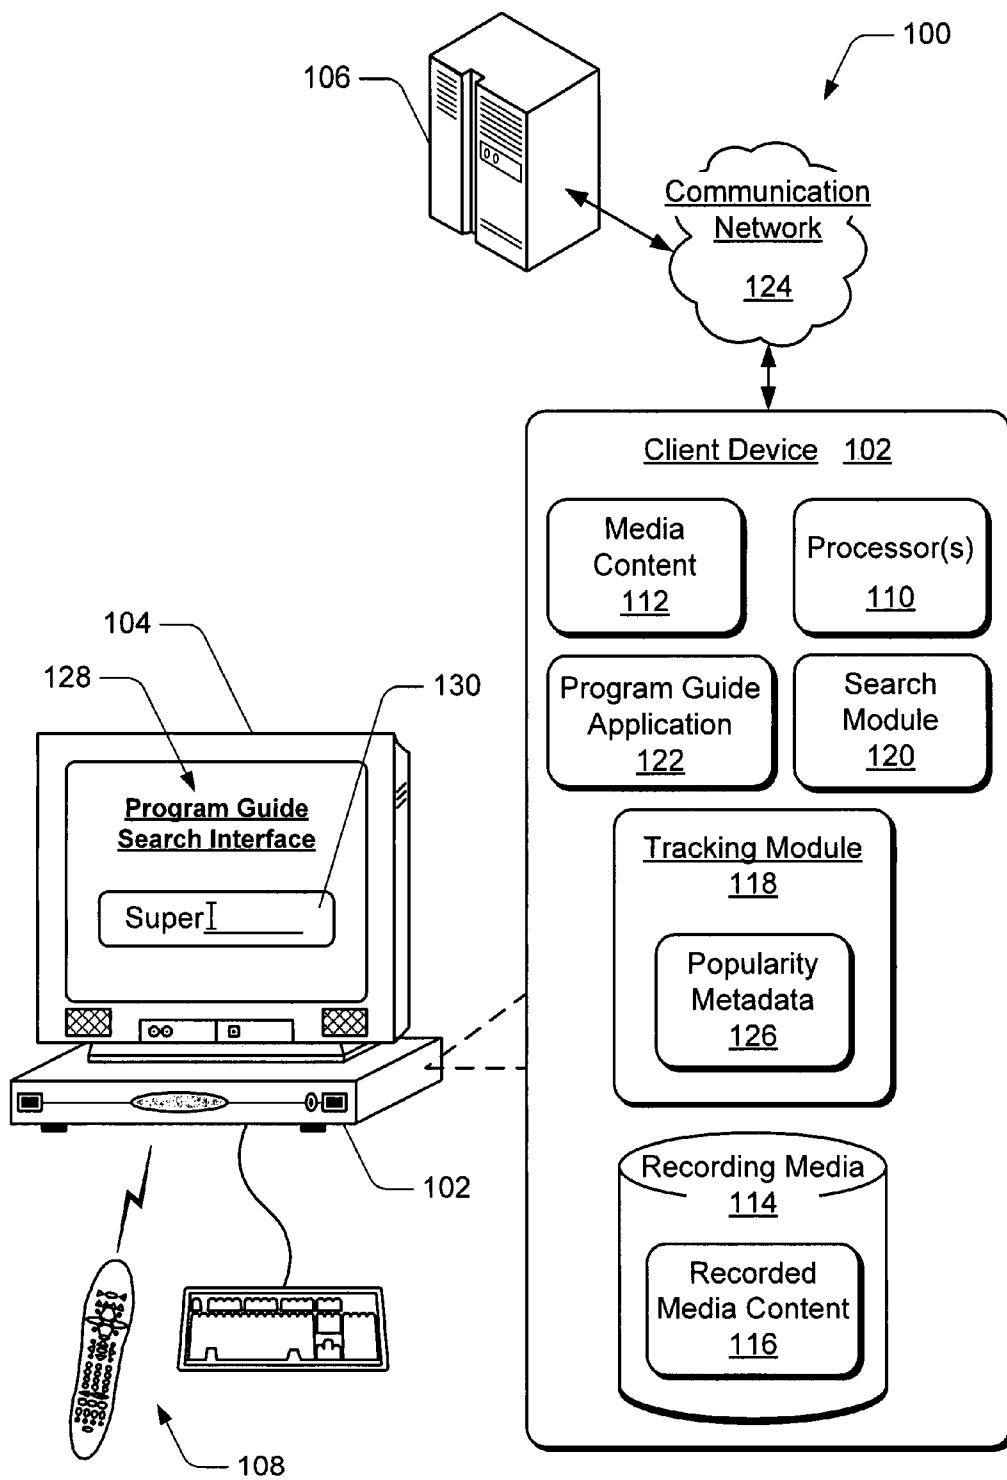 100
106
Communication
Network
124
Client Device 102
Media
Content
112
Processor(s)
110
Program Guide
Application
122
Search
Module
120
104
128
130
Program Guide
Search Interface
Super
Tracking Module
118
Popularity
Metadata
126
102
Recording Media
114
Recorded
Media Content
116
108